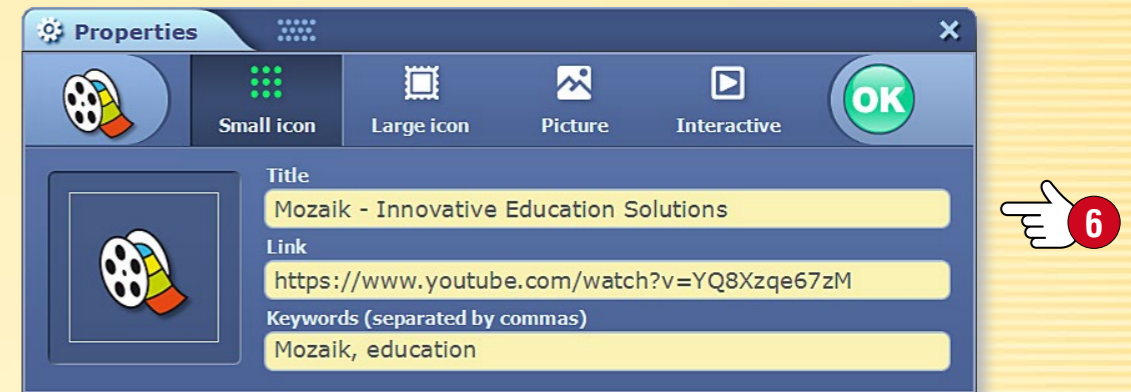 Properties
Small icon
Large icon
Picture
Interactive
OK
Title
Mozaik - Innovative Education Solutions
Link
https://www.youtube.com/watch?v=YQ8Xzqe67zM
Keywords (separated by commas)
Mozaik, education
6